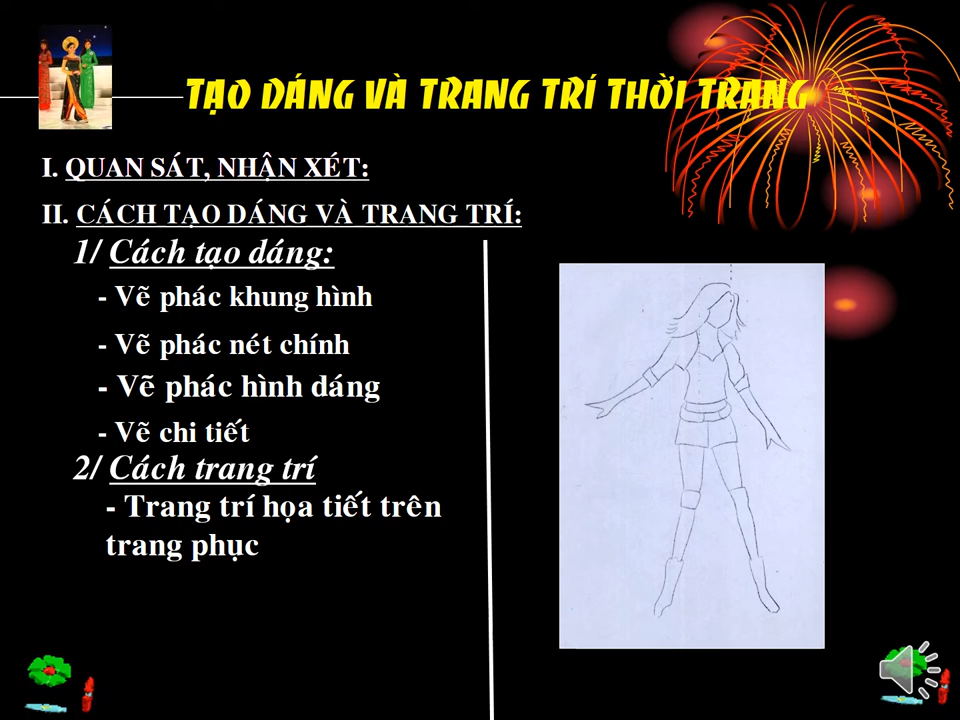 TẠO DÁNG VÀ TRANG TRÍ THỜI TRANG
I. QUAN SÁT, NHẬN XÉT:
II. CÁCH TẠO DÁNG VÀ TRANG TRÍ:
1/ Cách tạo dáng:
- Vẽ phác khung hình
- Vẽ phác nét chính
- Vẽ phác hình dáng
- Vẽ chi tiết
2/ Cách trang trí
- Trang trí họa tiết trên
trang phục